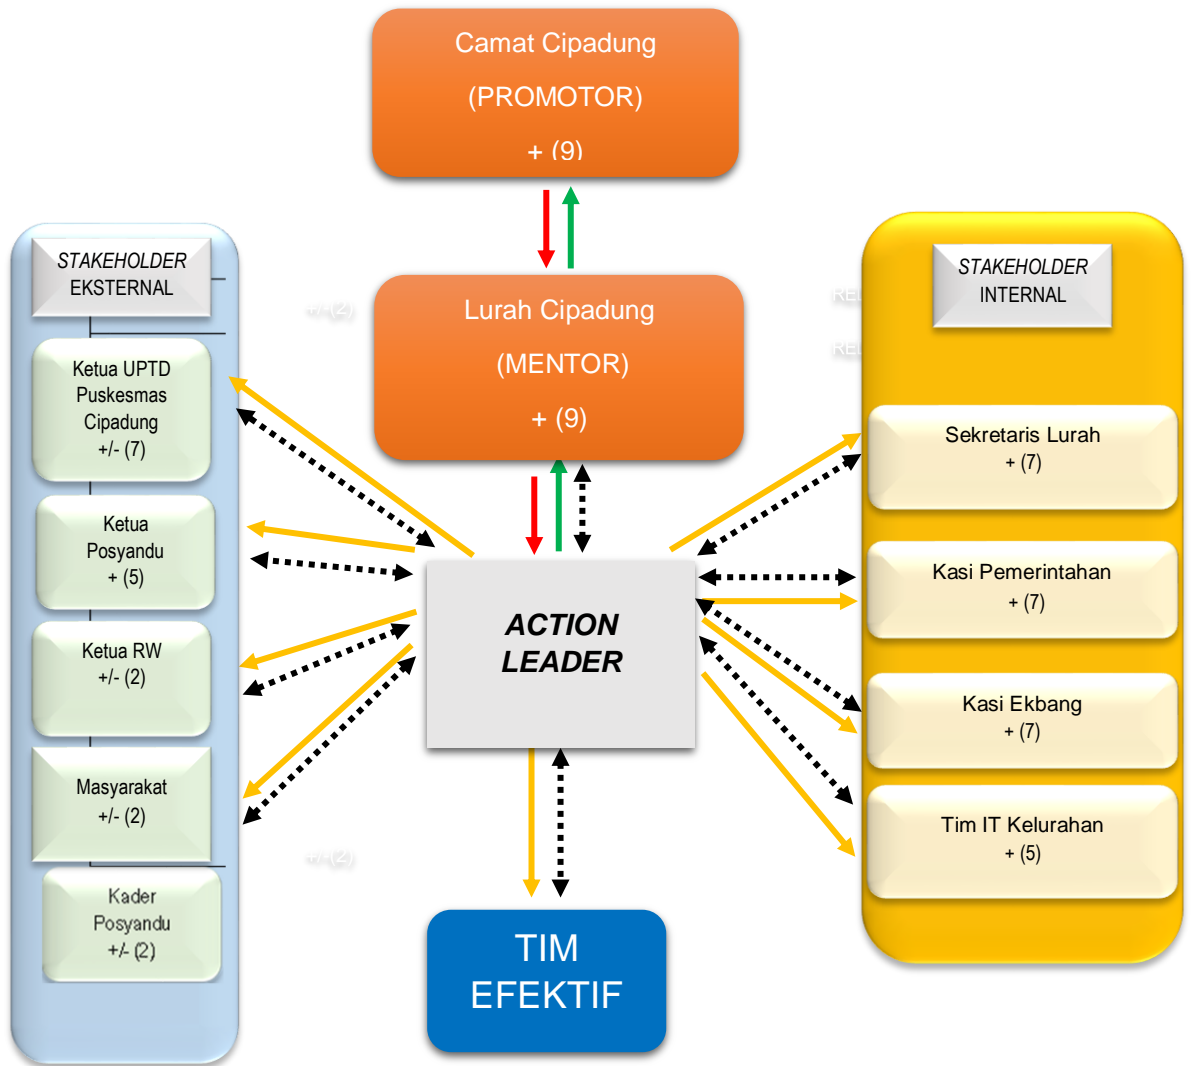 Camat Cipadung
(PROMOTOR)
+ (9)
STAKEHOLDER
EKSTERNAL
Ketua UPTD
Puskesmas
Cipadung
+/- (7)
Ketua
Posyandu
+ (5)
Ketua RW
+/- (2)
Masyarakat
+/- (2)
Kader
Posyandu
+/- (2)
+/-(2)
Lurah Cipadung
(MENTOR)
+ (9)
ACTION
LEADER
+/-(2)
TIM
EFEKTIF
STAKEHOLDER
INTERNAL
Sekretaris Lurah
+ (7)
Kasi Pemerintahan
+ (7)
Kasi Ekbang
+ (7)
Tim IT Kelurahan
+ (5)